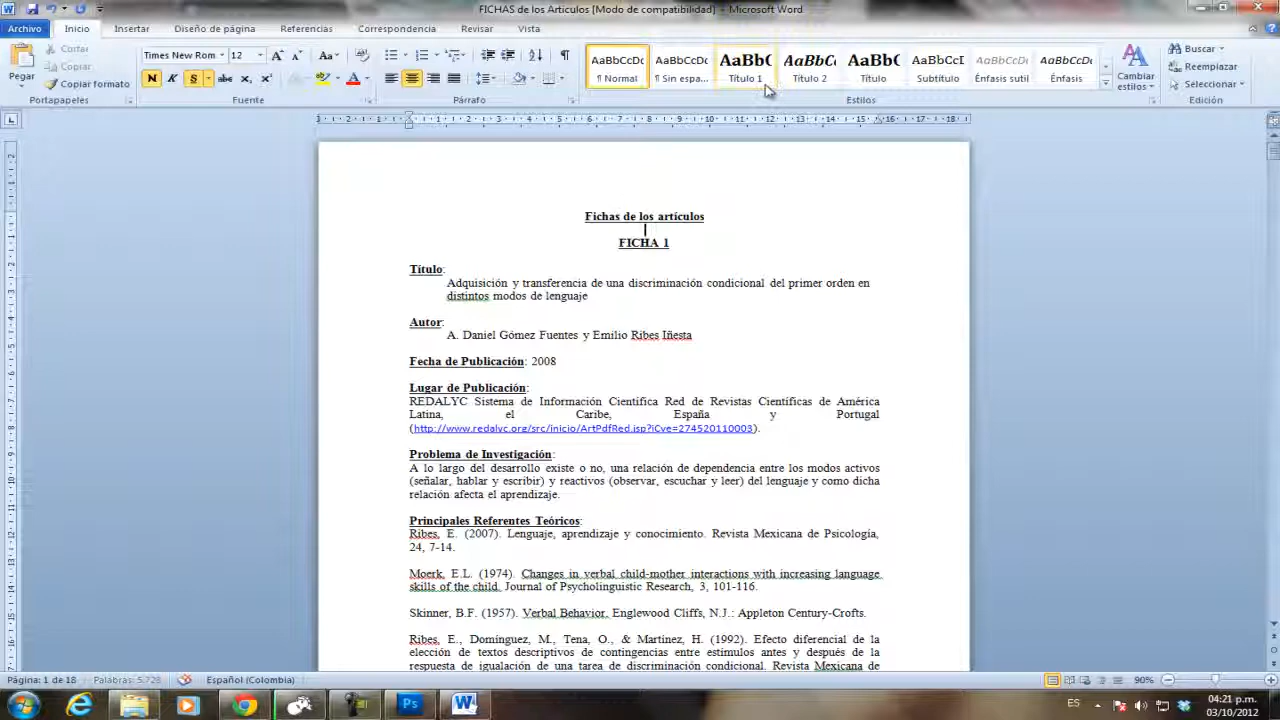 FICHAS de los Articulos [Modo de compatibilidad] - Microsoft Word
Archivo Inicio Insertar Diseño de página Referencias Correspondencia Revisar Vista
Pegar
Cortar
Copiar
Copiar formato
Portapapeles
Times New Rom 12
Fuente
Párrafo
AaBbCcDc AaBbCcDc AaBbC AaBbCc AaBbC AaBbCcI AaBbCcDc AaBbCcDc
¶ Normal ¶ Sin espa... Título 1 Título 2 Título Subtítulo Énfasis sutil Énfasis
Estilos
Cambiar estilos
Buscar
Reemplazar
Seleccionar
Edición
Fichas de los artículos
FICHA 1
Título:
Adquisición y transferencia de una discriminación condicional del primer orden en
distintos modos de lenguaje
Autor:
A. Daniel Gómez Fuentes y Emilio Ribes Iñesta
Fecha de Publicación: 2008
Lugar de Publicación:
REDALYC Sistema de Información Científica Red de Revistas Científicas de América
Latina, el Caribe, España y Portugal
(http://www.redalyc.org/src/inicio/ArtPdfRed.jsp?iCve=274520110003).
Problema de Investigación:
A lo largo del desarrollo existe o no, una relación de dependencia entre los modos activos
(señalar, hablar y escribir) y reactivos (observar, escuchar y leer) del lenguaje y como dicha
relación afecta el aprendizaje.
Principales Referentes Teóricos:
Ribes, E. (2007). Lenguaje, aprendizaje y conocimiento. Revista Mexicana de Psicología,
24, 7-14.
Moerk, E.L. (1974). Changes in verbal child-mother interactions with increasing language
skills of the child. Journal of Psycholinguistic Research, 3, 101-116.
Skinner, B.F. (1957). Verbal Behavior. Englewood Cliffs, N.J.: Appleton Century-Crofts.
Ribes, E., Domínguez, M., Tena, O., & Martínez, H. (1992). Efecto diferencial de la
elección de textos descriptivos de contingencias entre estímulos antes y después de la
respuesta de igualación de una tarea de discriminación condicional. Revista Mexicana de
Página: 1 de 18 Palabras: 5.728 Español (Colombia) 90%
ES 04:21 p.m.
03/10/2012